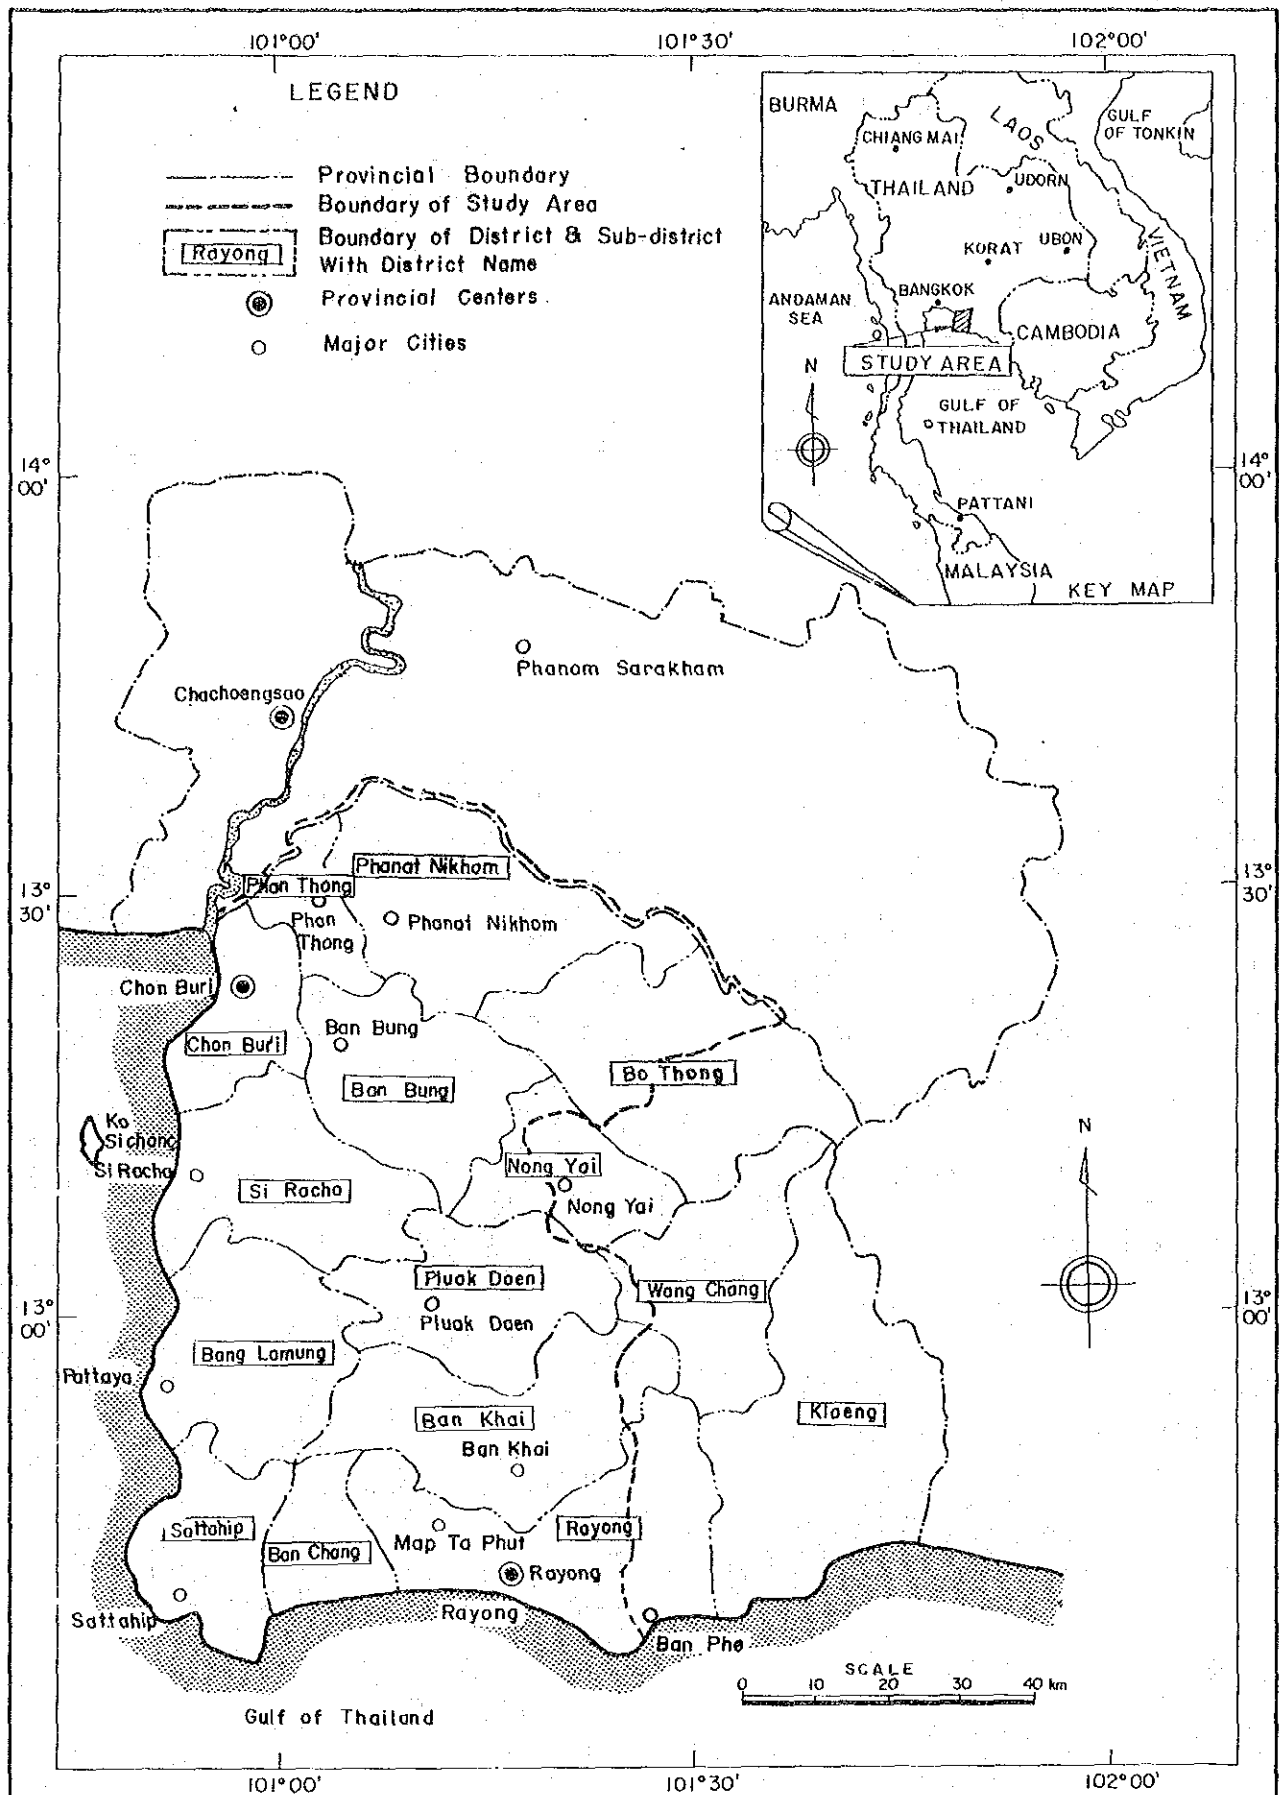 101°00'
101°30'
102°00'
LEGEND
Provincial Boundary
Boundary of Study Area
Rayong
Boundary of District & Sub-district
With District Name
Provincial Centers
Major Cities
BURMA
LAOS
GULF
OF TONKIN
CHIANG MAI
THAILAND
UDORN
KORAT
UBON
VIETNAM
BANGKOK
ANDAMAN
SEA
CAMBODIA
STUDY AREA
N
GULF OF
THAILAND
PATTANI
MALAYSIA
KEY MAP
14°
00'
14°
00'
Phanom Sarakham
Chachoengsao
Phanat Nikhom
13°
30'
13°
30'
Phan Thong
Phan
Thong
Phanat Nikhom
Chon Buri
Ban Bung
Chon Buri
Bo Thong
Ban Bung
Ko
Sichang
Si Racha
Si Racha
Nong Yai
Nong Yai
N
Pluak Daen
Wang Chang
Pluak Daen
13°
00'
13°
00'
Bang Lamung
Pattaya
Ban Khai
Klaeng
Ban Khai
Sattahip
Map Ta Phut
Rayong
Ban Chang
Rayong
Sattahip
Rayong
Ban Phe
SCALE
0 10 20 30 40 km
Gulf of Thailand
101°00'
101°30'
102°00'